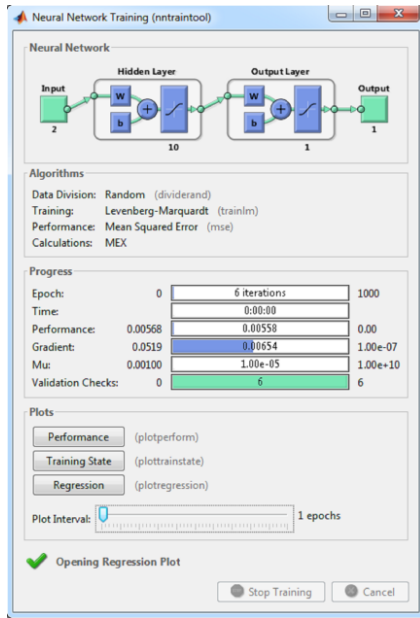 Neural Network Training (nntraintool)
Neural Network
Hidden Layer Output Layer
Input Output
W W
b b
2 1
10 1
Algorithms
Data Division: Random (dividerand)
Training: Levenberg-Marquardt (trainlm)
Performance: Mean Squared Error (mse)
Calculations: MEX
Progress
Epoch: 0 6 iterations 1000
Time: 0:00:00
Performance: 0.00568 0.00558 0.00
Gradient: 0.0519 0.00654 1.00e-07
Mu: 0.00100 1.00e-05 1.00e+10
Validation Checks: 0 6 6
Plots
Performance (plotperform)
Training State (plottrainstate)
Regression (plotregression)
Plot Interval: 1 epochs
Opening Regression Plot
Stop Training Cancel